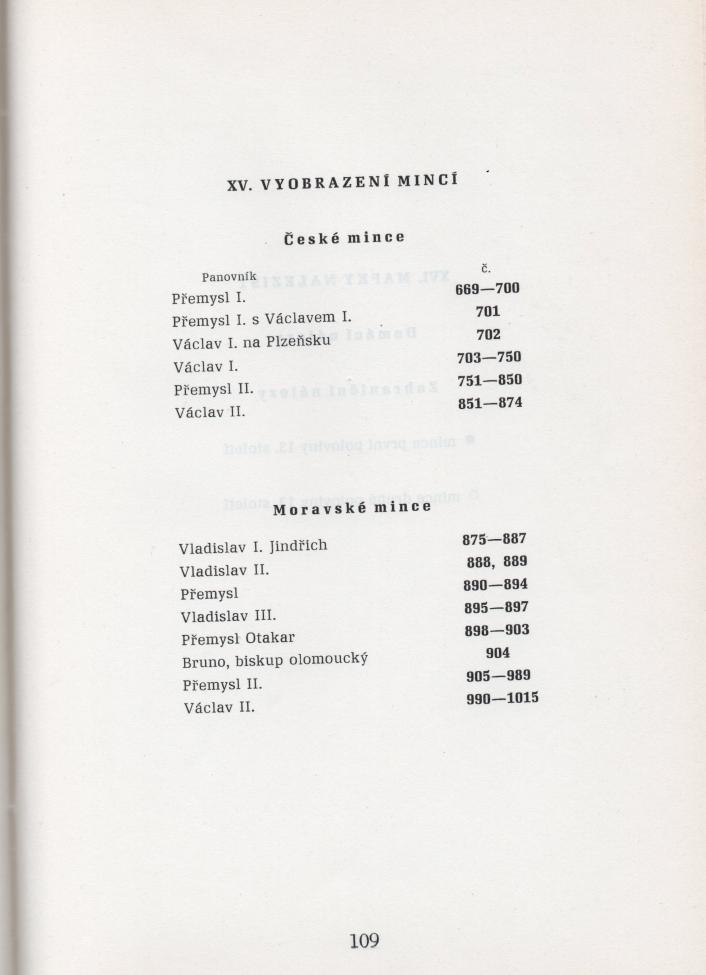 XV. VYOBRAZENÍ MINCÍ
České mince
Panovník č.
Přemysl I. 669—700
Přemysl I. s Václavem I. 701
Václav I. na Plzeňsku 702
Václav I. 703—750
Přemysl II. 751—850
Václav II. 851—874
Moravské mince
Vladislav I. Jindřich 875—887
Vladislav II. 888, 889
Přemysl 890—894
Vladislav III. 895—897
Přemysl Otakar 898—903
Bruno, biskup olomoucký 904
Přemysl II. 905—989
Václav II. 990—1015
109